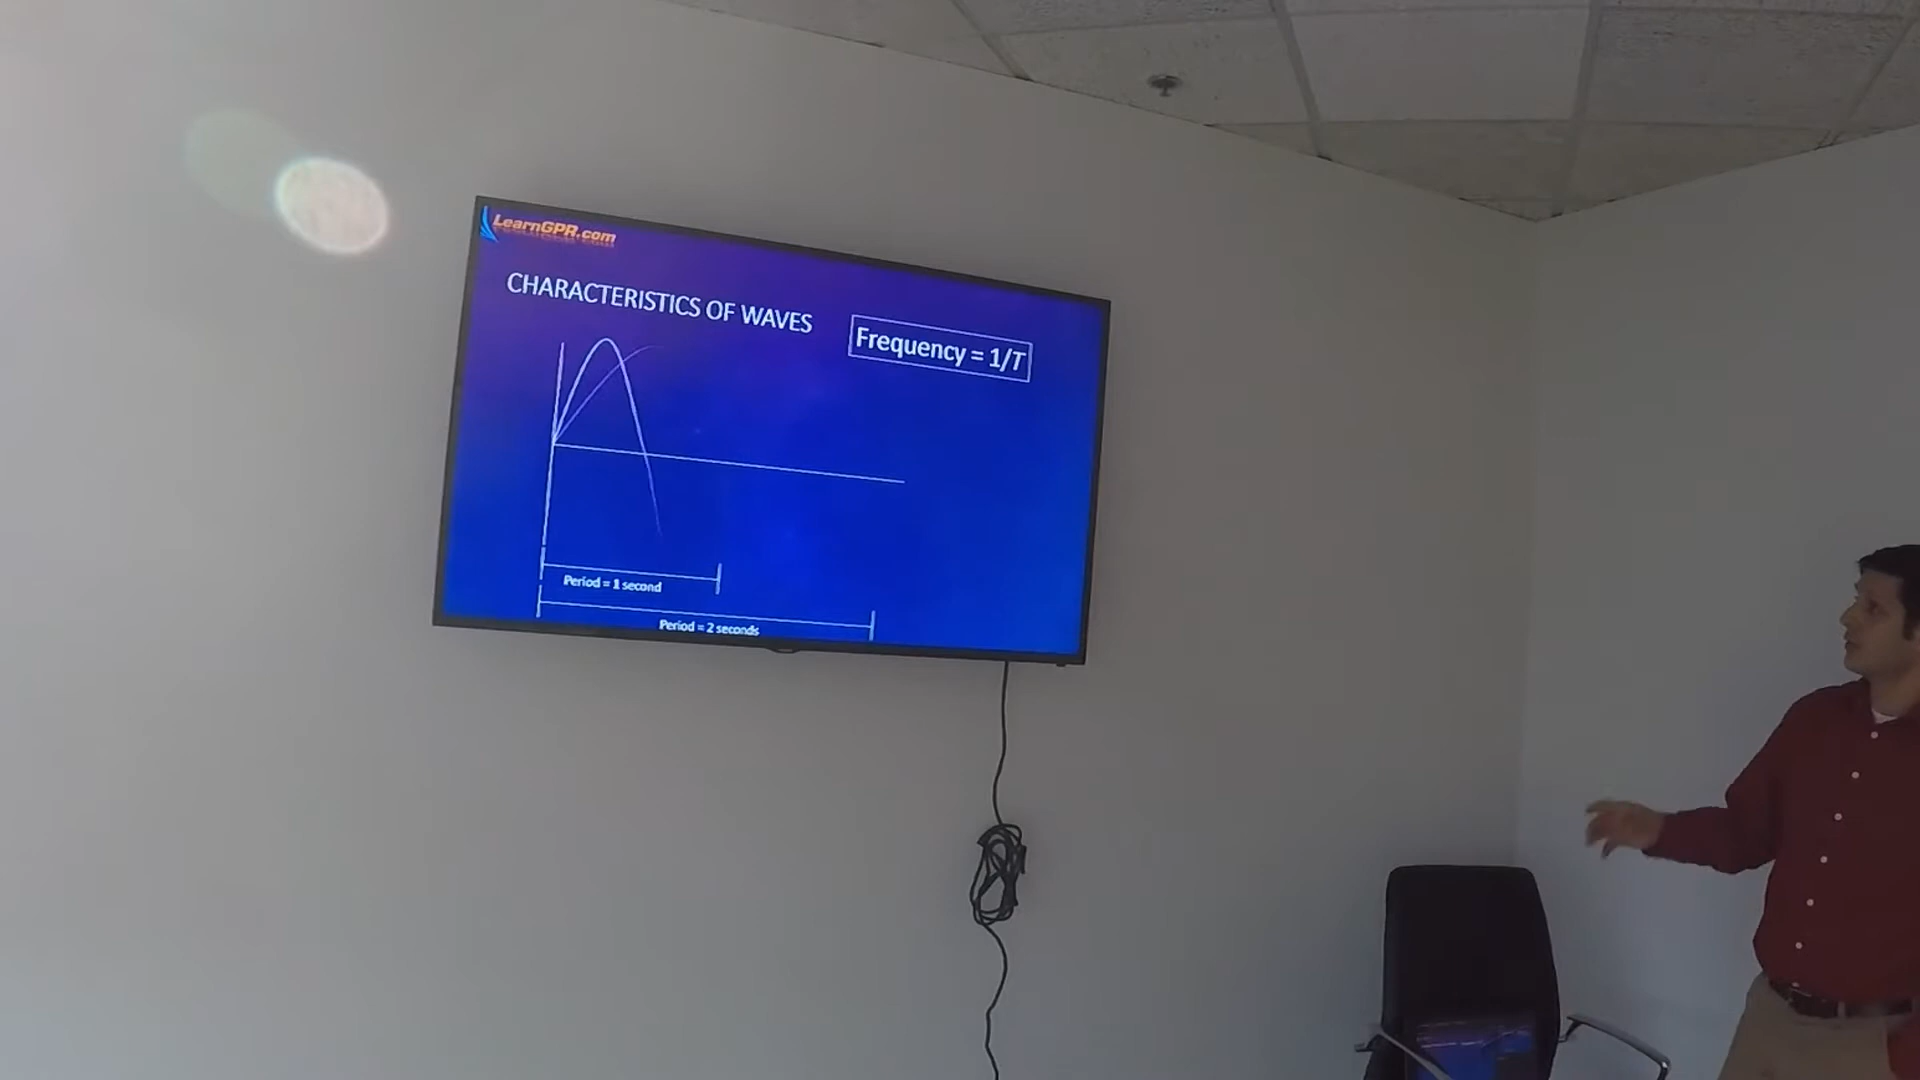 LearnGPR.com
CHARACTERISTICS OF WAVES
Frequency = 1/T
Period = 1 second
Period = 2 seconds